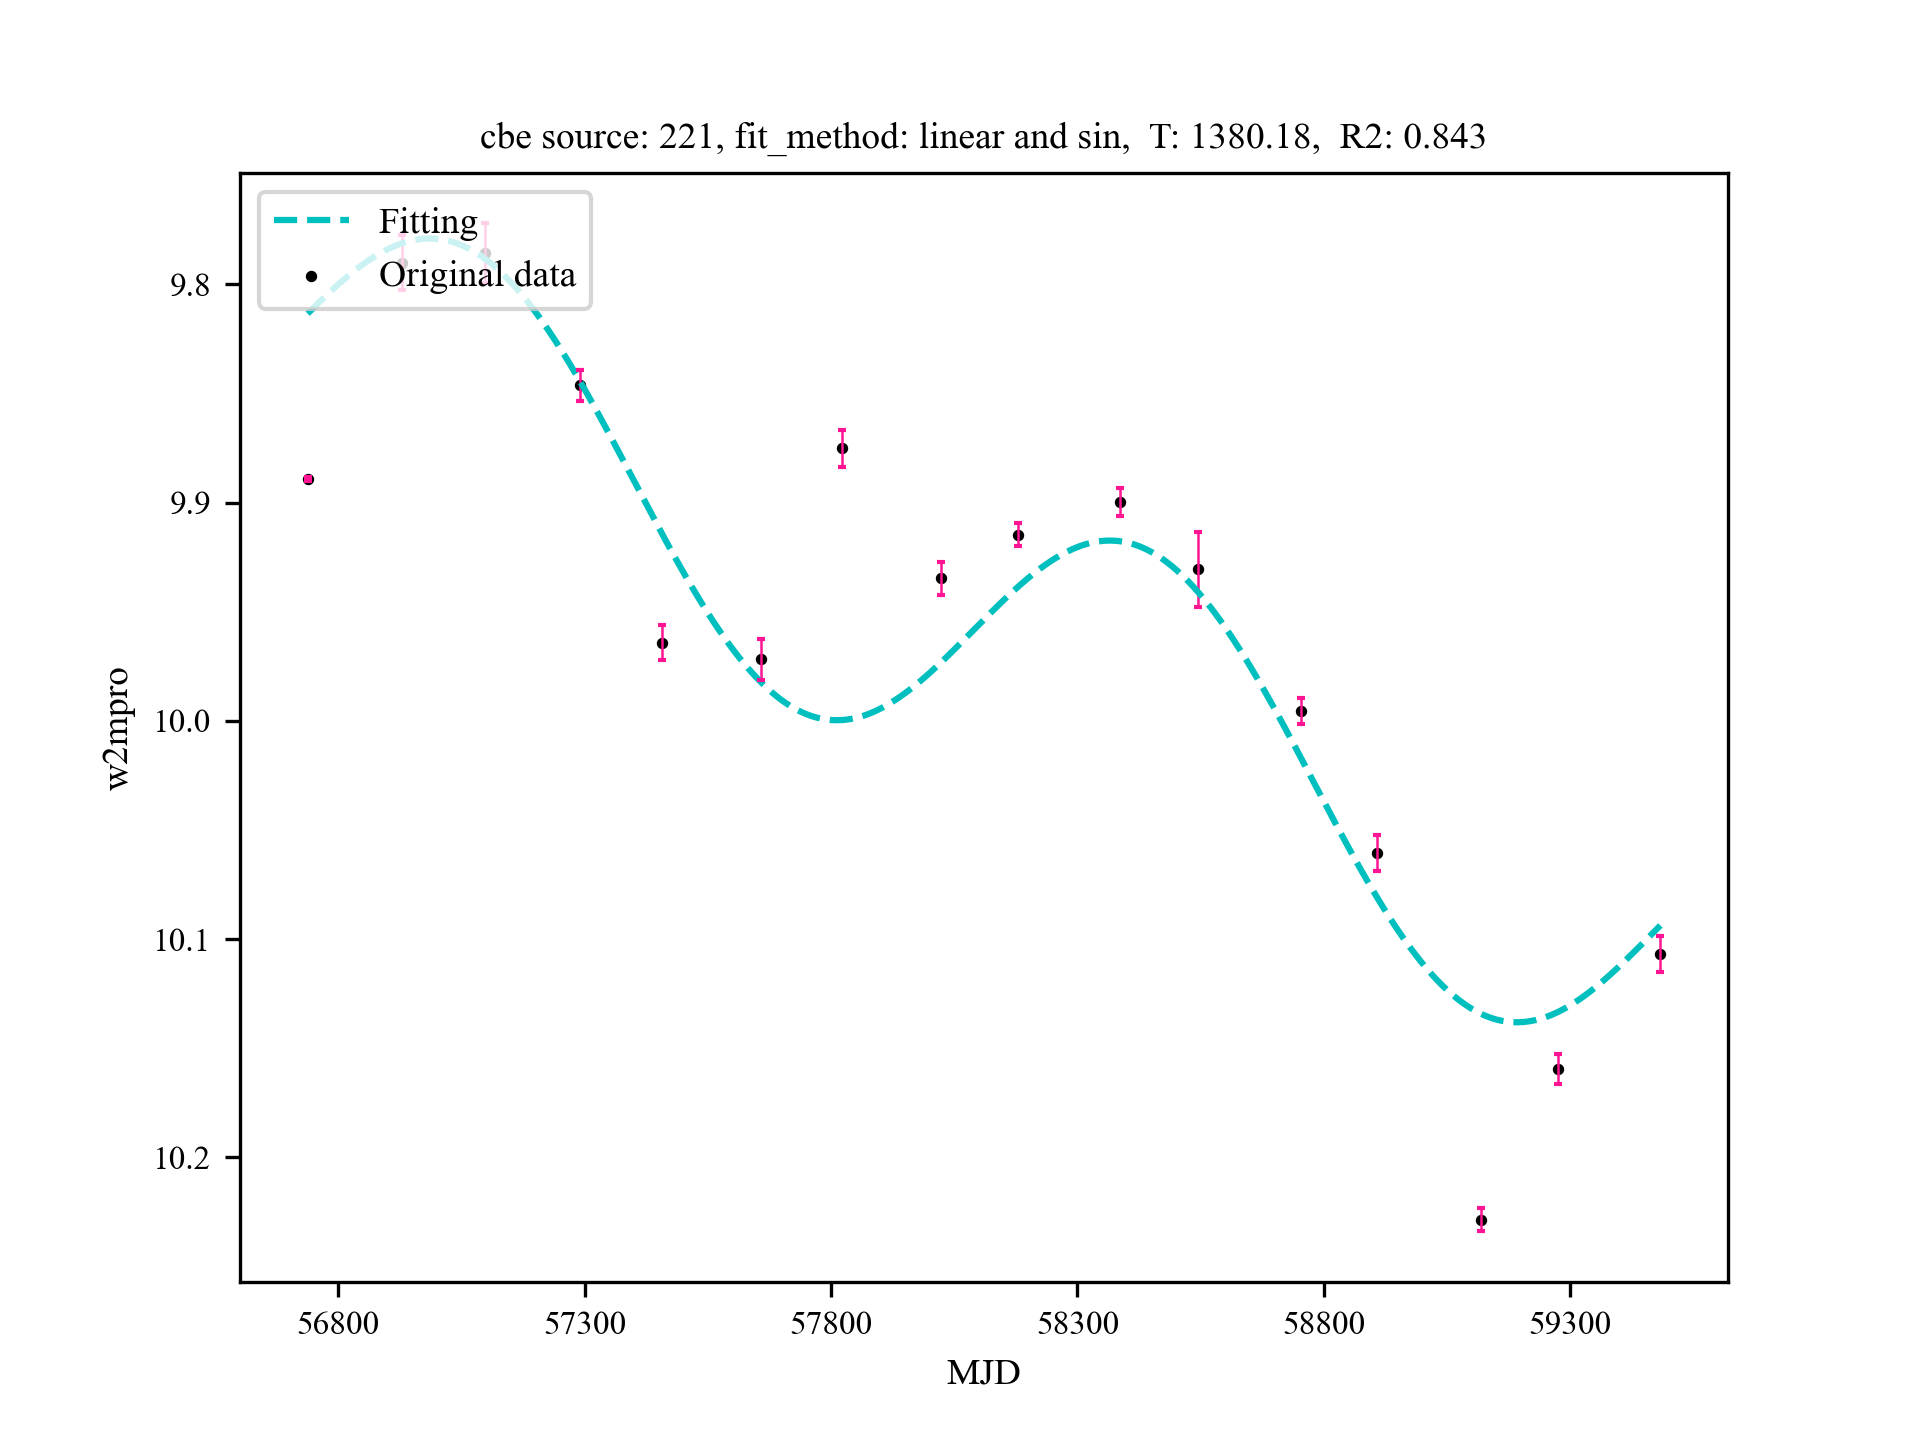 cbe source: 221, fit_method: linear and sin, T: 1380.18, R2: 0.843
Fitting
Original data
9.8
9.9
10.0
10.1
10.2
w2mpro
56800 57300 57800 58300 58800 59300
MJD